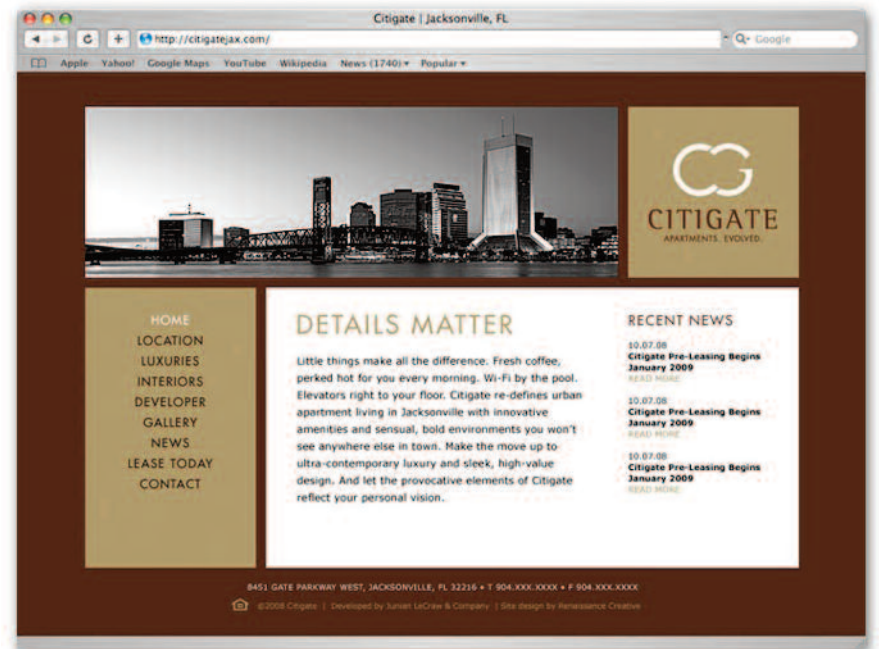 Citigate | Jacksonville, FL
http://citigatejax.com/
Google
Apple Yahoo! Google Maps YouTube Wikipedia News (1740) Popular
CG
CITIGATE
APARTMENTS. EVOLVED.
HOME
LOCATION
LUXURIES
INTERIORS
DEVELOPER
GALLERY
NEWS
LEASE TODAY
CONTACT
DETAILS MATTER
Little things make all the difference. Fresh coffee,
perked hot for you every morning. Wi-Fi by the pool.
Elevators right to your floor. Citigate re-defines urban
apartment living in Jacksonville with innovative
amenities and sensual, bold environments you won't
see anywhere else in town. Make the move up to
ultra-contemporary luxury and sleek, high-value
design. And let the provocative elements of Citigate
reflect your personal vision.
RECENT NEWS
10.07.08
Citigate Pre-Leasing Begins
January 2009
READ MORE
10.07.08
Citigate Pre-Leasing Begins
January 2009
READ MORE
10.07.08
Citigate Pre-Leasing Begins
January 2009
READ MORE
8451 GATE PARKWAY WEST, JACKSONVILLE, FL 32216 • T 904.XXX.XXXX • F 904.XXX.XXXX
©2008 Citigate | Developed by Junian LeCraw & Company | Site design by Renaissance Creative